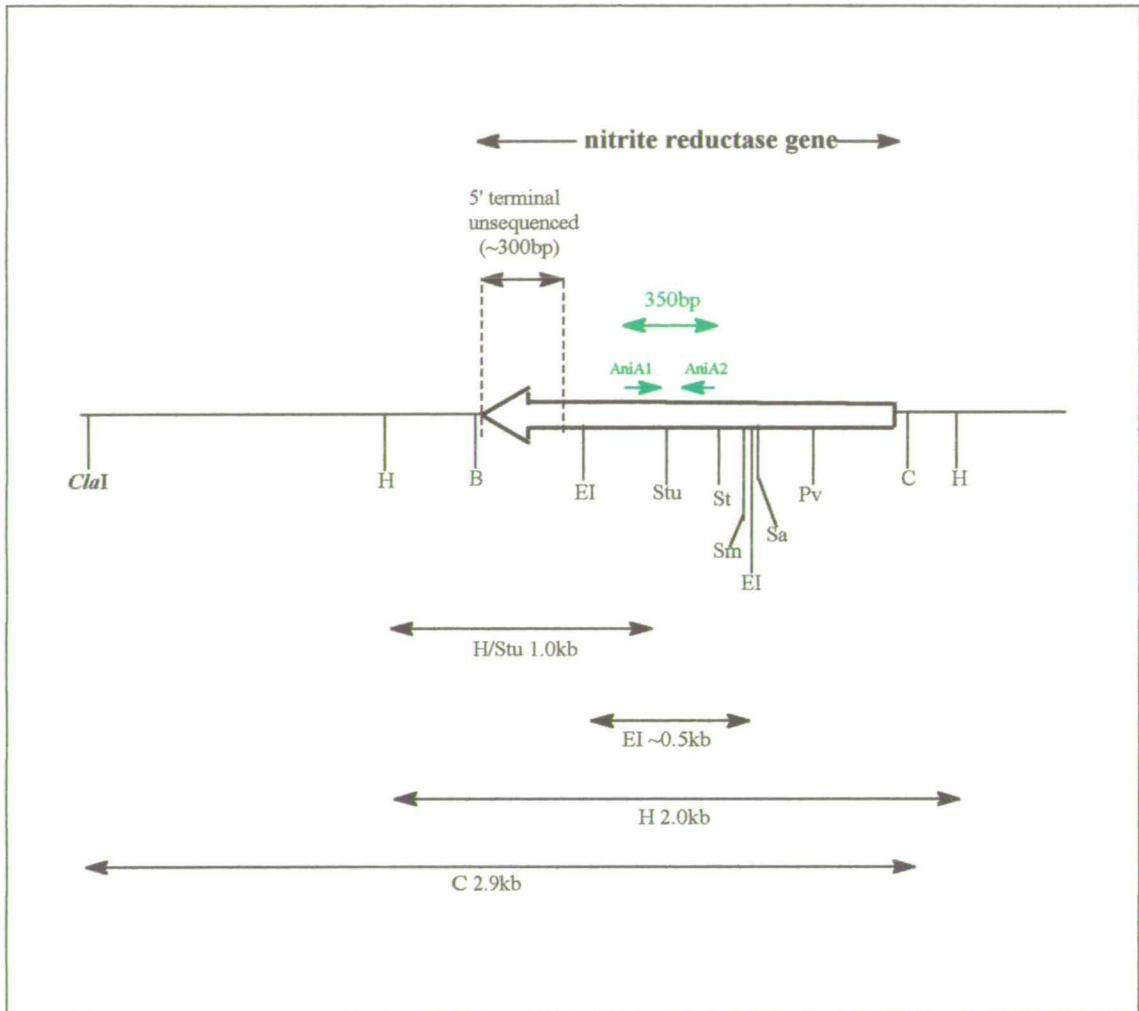 nitrite reductase gene
5' terminal
unsequenced
(~300bp)
350bp
AniA1 AniA2
ClaI H B EI Stu St Pv C H
Sm Sa
EI
H/Stu 1.0kb
EI ~0.5kb
H 2.0kb
C 2.9kb